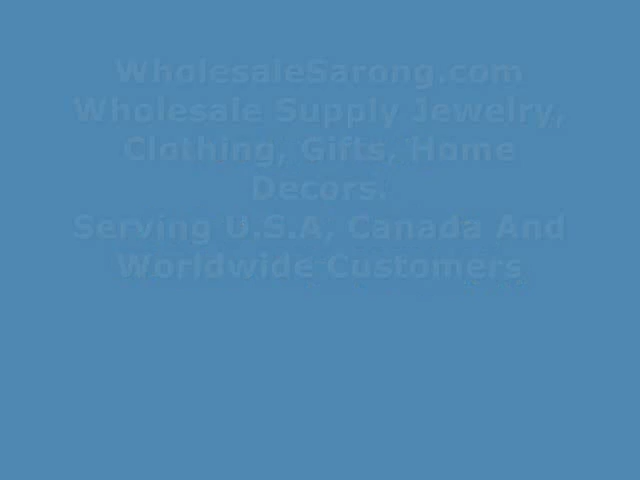 WholesaleSarong.com
Wholesale Supply Jewelry,
Clothing, Gifts, Home
Decors.
Serving U.S.A, Canada And
Worldwide Customers